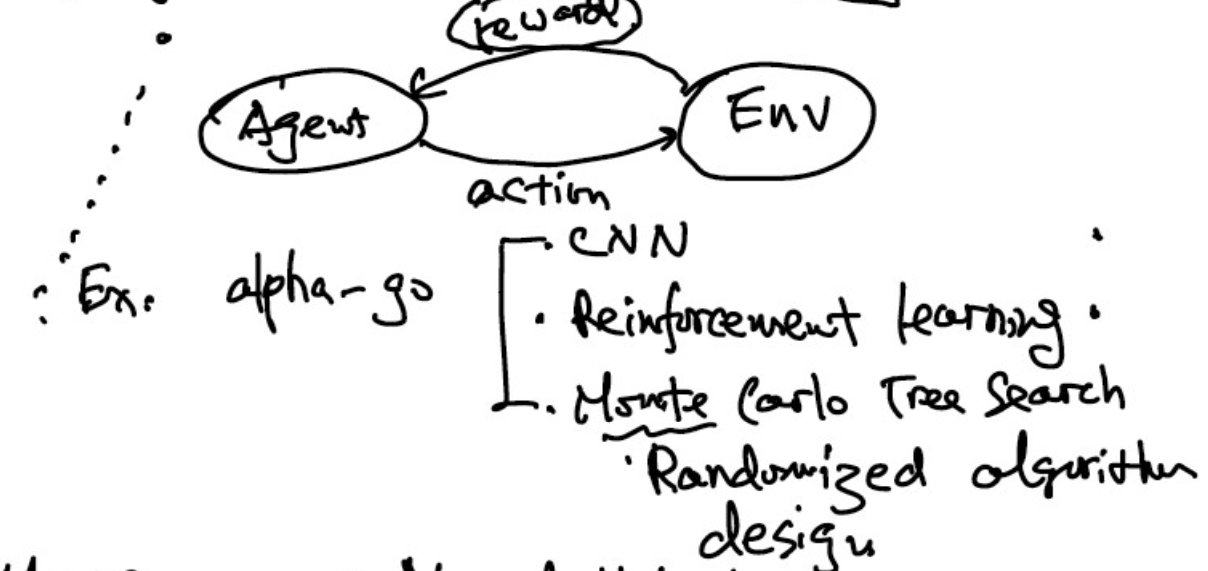 reward
Agent
Env
action
Ex. alpha-go
· CNN
· Reinforcement learning
· Monte Carlo Tree Search
· Randomized algorithm
design